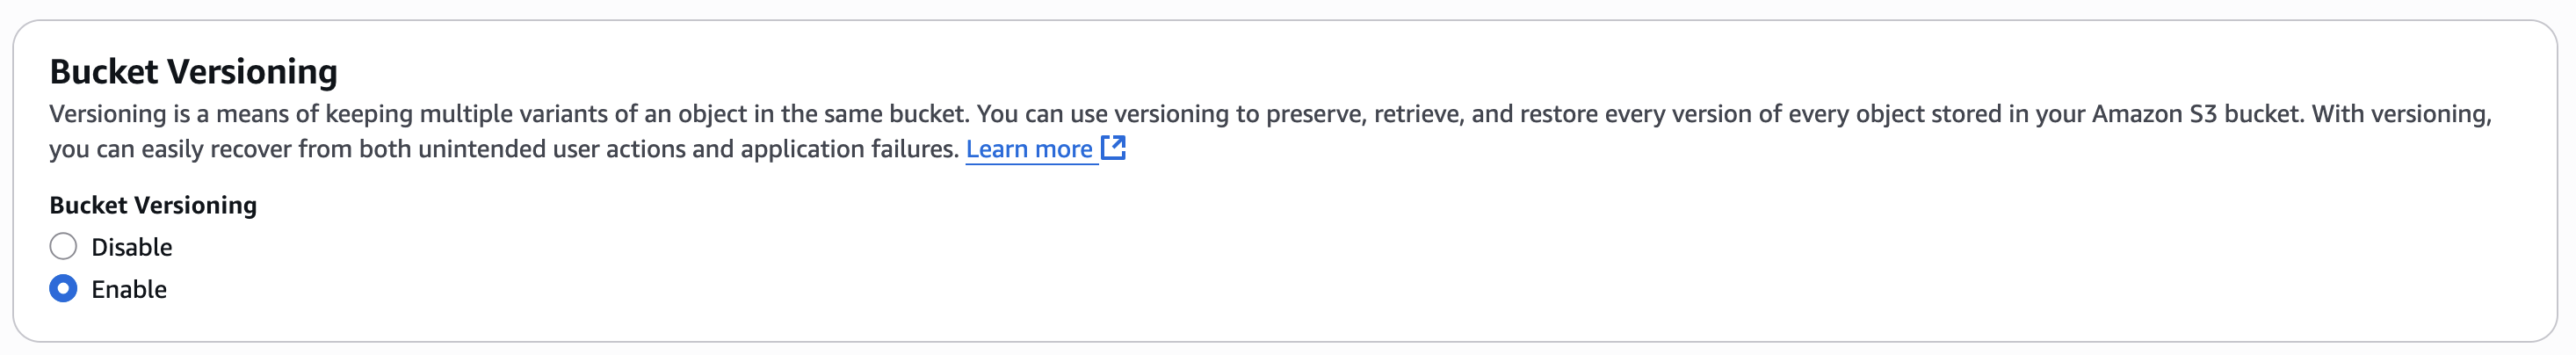 Bucket Versioning
Versioning is a means of keeping multiple variants of an object in the same bucket. You can use versioning to preserve, retrieve, and restore every version of every object stored in your Amazon S3 bucket. With versioning,
you can easily recover from both unintended user actions and application failures. Learn more
Bucket Versioning
Disable
Enable